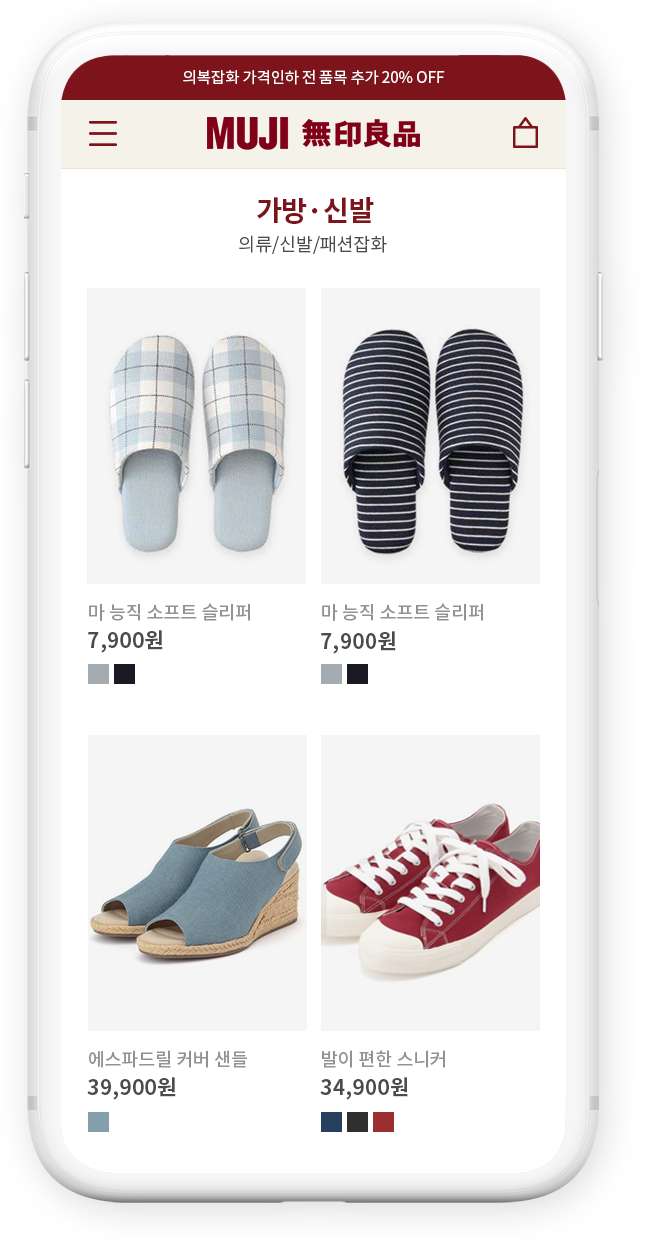 의복잡화 가격인하 전 품목 추가 20% OFF
MUJI 無印良品
가방·신발
의류/신발/패션잡화
마 능직 소프트 슬리퍼
7,900원
마 능직 소프트 슬리퍼
7,900원
에스파드릴 커버 샌들
39,900원
발이 편한 스니커
34,900원